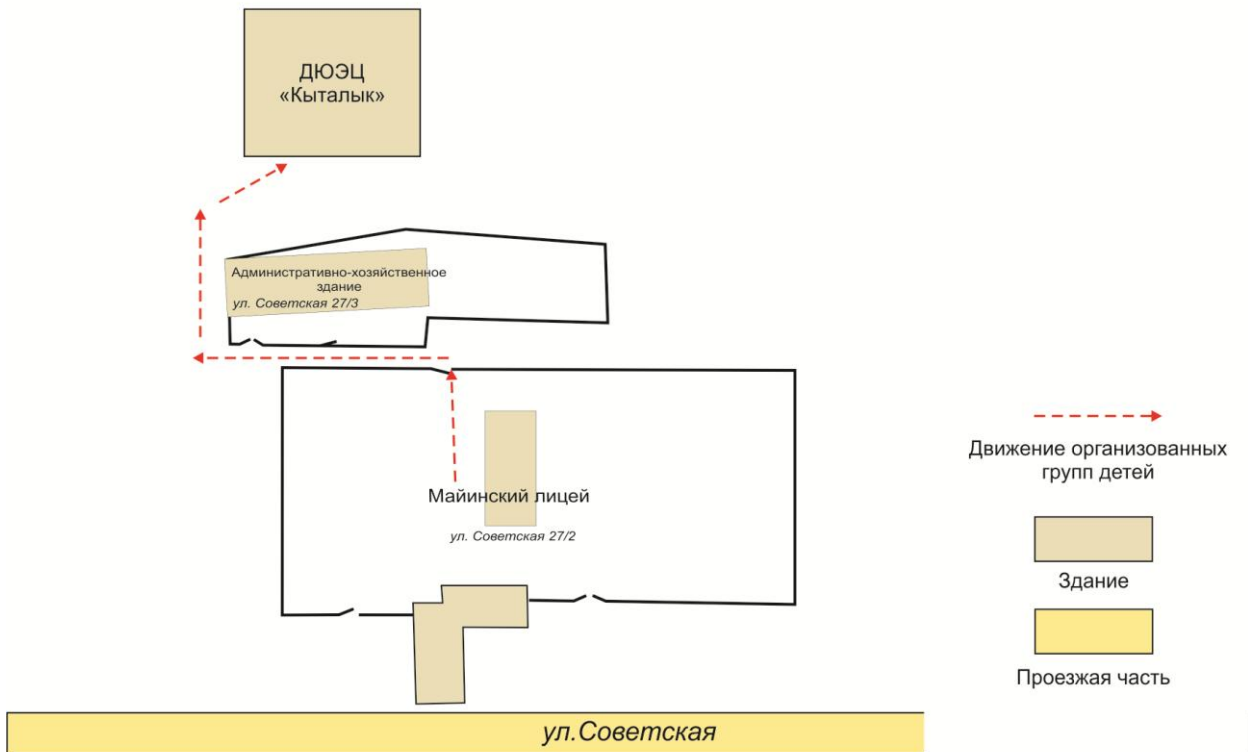 ДЮЭЦ
«Кыталык»
Административно-хозяйственное
здание
ул. Советская 27/3
Майинский лицей
ул. Советская 27/2
Движение организованных
групп детей
Здание
Проезжая часть
ул.Советская